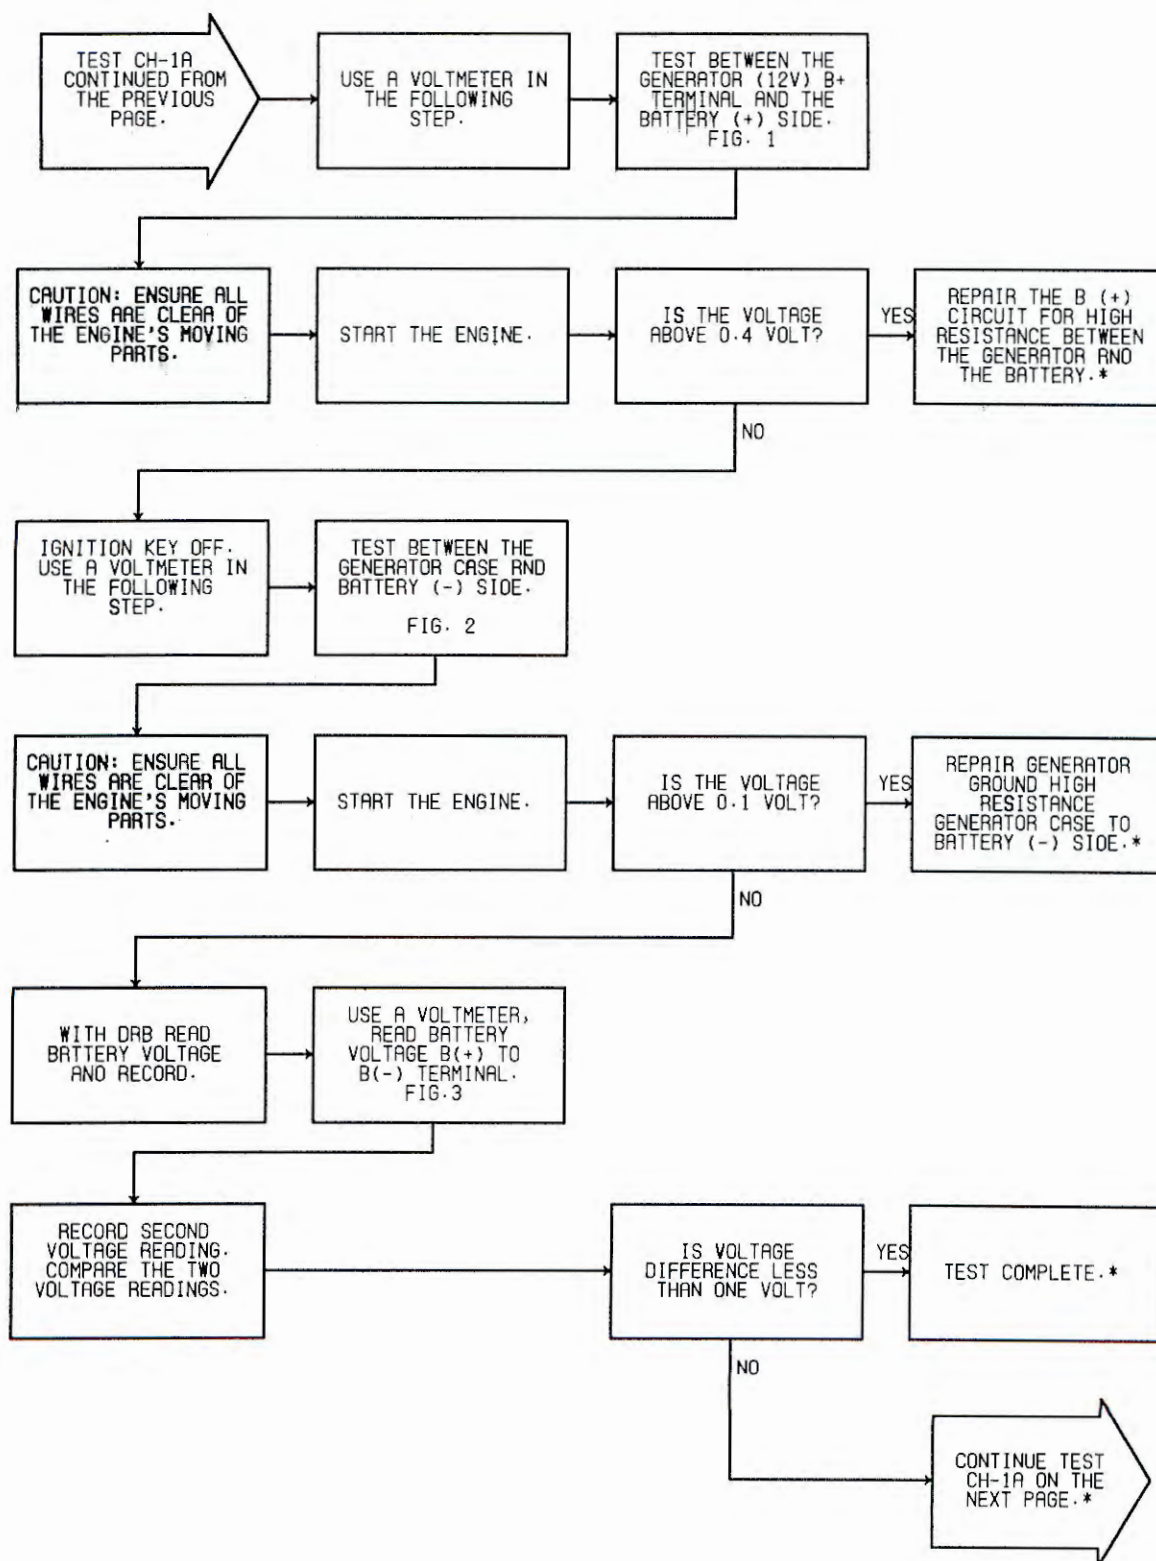 TEST CH-1A
CONTINUED FROM
THE PREVIOUS
PAGE.
USE A VOLTMETER IN
THE FOLLOWING
STEP.
TEST BETWEEN THE
GENERATOR (12V) B+
TERMINAL AND THE
BATTERY (+) SIDE.
FIG. 1
CAUTION: ENSURE ALL
WIRES ARE CLEAR OF
THE ENGINE'S MOVING
PARTS.
START THE ENGINE.
IS THE VOLTAGE
ABOVE 0.4 VOLT?
YES
REPAIR THE B (+)
CIRCUIT FOR HIGH
RESISTANCE BETWEEN
THE GENERATOR AND
THE BATTERY.*
NO
IGNITION KEY OFF.
USE A VOLTMETER IN
THE FOLLOWING
STEP.
TEST BETWEEN THE
GENERATOR CASE AND
BATTERY (-) SIDE.
FIG. 2
CAUTION: ENSURE ALL
WIRES ARE CLEAR OF
THE ENGINE'S MOVING
PARTS.
START THE ENGINE.
IS THE VOLTAGE
ABOVE 0.1 VOLT?
YES
REPAIR GENERATOR
GROUND HIGH
RESISTANCE
GENERATOR CASE TO
BATTERY (-) SIDE.*
NO
WITH DRB READ
BATTERY VOLTAGE
AND RECORD.
USE A VOLTMETER,
READ BATTERY
VOLTAGE B(+) TO
B(-) TERMINAL.
FIG.3
RECORD SECOND
VOLTAGE READING.
COMPARE THE TWO
VOLTAGE READINGS.
IS VOLTAGE
DIFFERENCE LESS
THAN ONE VOLT?
YES
TEST COMPLETE.*
NO
CONTINUE TEST
CH-1A ON THE
NEXT PAGE.*